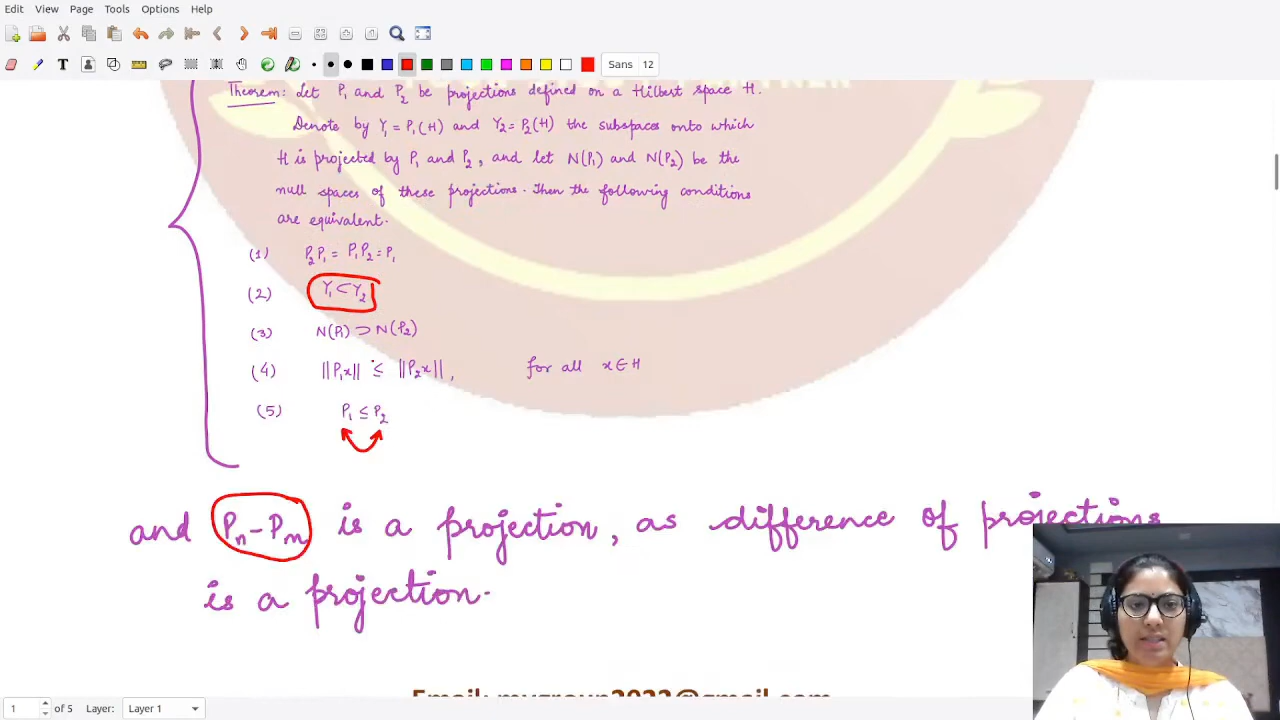 Edit View Page Tools Options Help
Sans 12
Theorem: Let P₁ and P₂ be projections defined on a Hilbert space H.
Denote by Y₁ = P₁(H) and Y₂ = P₂(H) the subspaces onto which
H is projected by P₁ and P₂, and let N(P₁) and N(P₂) be the
null spaces of these projections. Then the following conditions
are equivalent.
(1) P₂P₁ = P₁P₂ = P₁
(2) Y₁ ⊂ Y₂
(3) N(P₁) ⊃ N(P₂)
(4) ||P₁x|| ≤ ||P₂x||, for all x ∈ H
(5) P₁ ≤ P₂
and Pₙ - Pₘ is a projection, as difference of projections
is a projection.
1 of 5 Layer: Layer 1